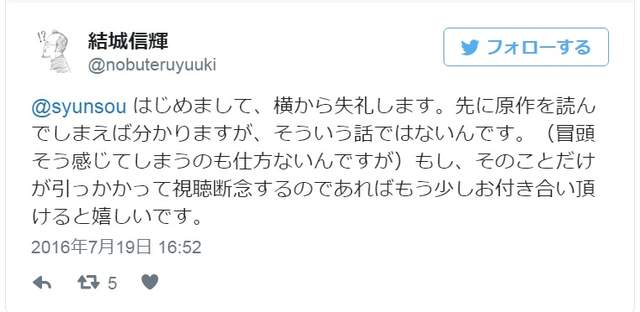 結城信輝
フォローする
@nobuteruyuuki
@syunsou はじめまして、横から失礼します。先に原作を読ん
でしまえば分かりますが、そういう話ではないんです。（冒頭
そう感じてしまうのも仕方ないんですが）もし、そのことだけ
が引っかかって視聴断念するのであればもう少しお付き合い頂
けると嬉しいです。
2016年7月19日 16:52
5